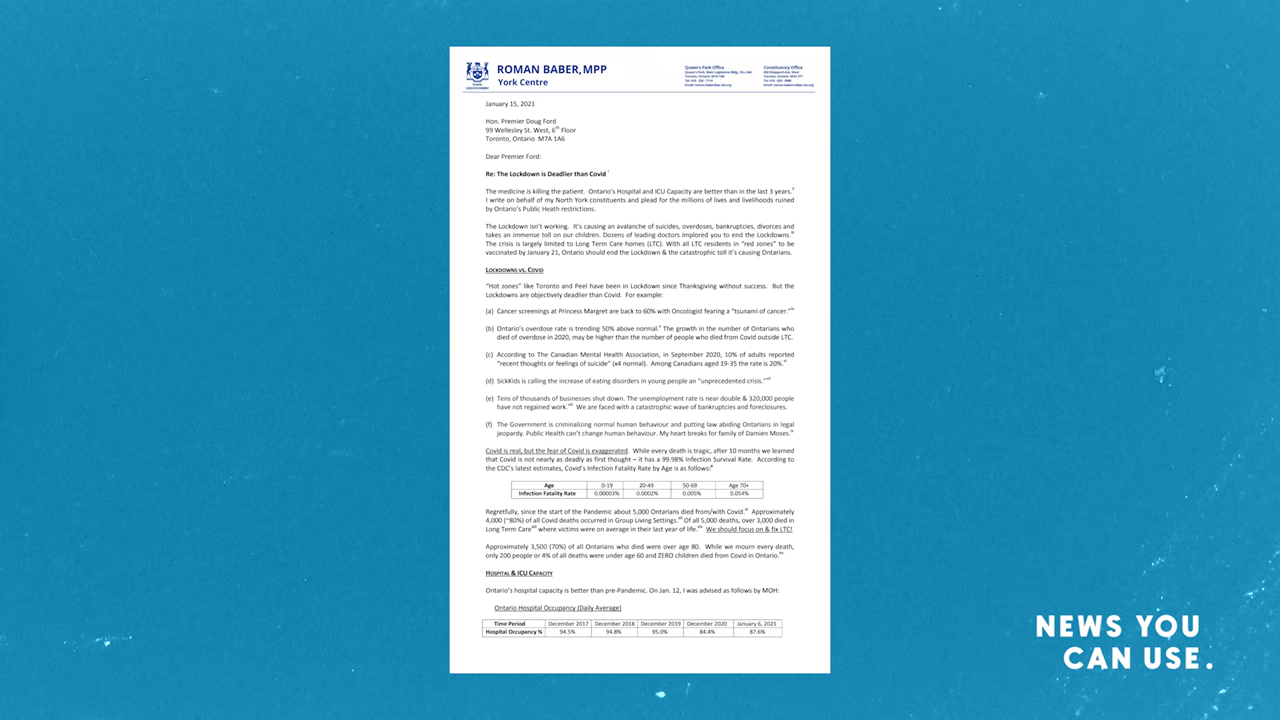 ROMAN BABER, MPP
York Centre
Queen's Park Office
Constituency Office
January 15, 2021
Hon. Premier Doug Ford
99 Wellesley St. West, 6th Floor
Toronto, Ontario M7A 1A6
Dear Premier Ford:
Re: The Lockdown is Deadlier than Covid i
The medicine is killing the patient. Ontario's Hospital and ICU Capacity are better than in the last 3 years.ii
I write on behalf of my North York constituents and plead for the millions of lives and livelihoods ruined
by Ontario's Public Heath restrictions.
The Lockdown isn't working. It's causing an avalanche of suicides, overdoses, bankruptcies, divorces and
takes an immense toll on our children. Dozens of leading doctors implored you to end the Lockdowns.iii
The crisis is largely limited to Long Term Care homes (LTC). With all LTC residents in "red zones" to be
vaccinated by January 21, Ontario should end the Lockdown & the catastrophic toll it's causing Ontarians.
LOCKDOWNS VS. COVID
"Hot zones" like Toronto and Peel have been in Lockdown since Thanksgiving without success. But the
Lockdowns are objectively deadlier than Covid. For example:
(a) Cancer screenings at Princess Margret are back to 60% with Oncologist fearing a "tsunami of cancer."iv
(b) Ontario's overdose rate is trending 50% above normal.v The growth in the number of Ontarians who
died of overdose in 2020, may be higher than the number of people who died from Covid outside LTC.
(c) According to The Canadian Mental Health Association, in September 2020, 10% of adults reported
"recent thoughts or feelings of suicide" (x4 normal). Among Canadians aged 19-35 the rate is 20%.vi
(d) SickKids is calling the increase of eating disorders in young people an "unprecedented crisis."vii
(e) Tens of thousands of businesses shut down. The unemployment rate is near double & 320,000 people
have not regained work.viii We are faced with a catastrophic wave of bankruptcies and foreclosures.
(f) The Government is criminalizing normal human behaviour and putting law abiding Ontarians in legal
jeopardy. Public Health can't change human behaviour. My heart breaks for family of Damien Moses.ix
Covid is real, but the fear of Covid is exaggerated. While every death is tragic, after 10 months we learned
that Covid is not nearly as deadly as first thought – it has a 99.98% Infection Survival Rate. According to
the CDC's latest estimates, Covid's Infection Fatality Rate by Age is as follows:x
Age 0-19 20-49 50-69 Age 70+
Infection Fatality Rate 0.00003% 0.0002% 0.005% 0.054%
Regretfully, since the start of the Pandemic about 5,000 Ontarians died from/with Covid.xi Approximately
4,000 (~80%) of all Covid deaths occurred in Group Living Settings.xii Of all 5,000 deaths, over 3,000 died in
Long Term Carexiii where victims were on average in their last year of life.xiv We should focus on & fix LTC!
Approximately 3,500 (70%) of all Ontarians who died were over age 80. While we mourn every death,
only 200 people or 4% of all deaths were under age 60 and ZERO children died from Covid in Ontario.xv
HOSPITAL & ICU CAPACITY
Ontario's hospital capacity is better than pre-Pandemic. On Jan. 12, I was advised as follows by MOH:
Ontario Hospital Occupancy (Daily Average)
Time Period December 2017 December 2018 December 2019 December 2020 January 6, 2021
Hospital Occupancy % 94.5% 94.8% 95.0% 84.4% 87.6%
NEWS YOU
CAN USE.